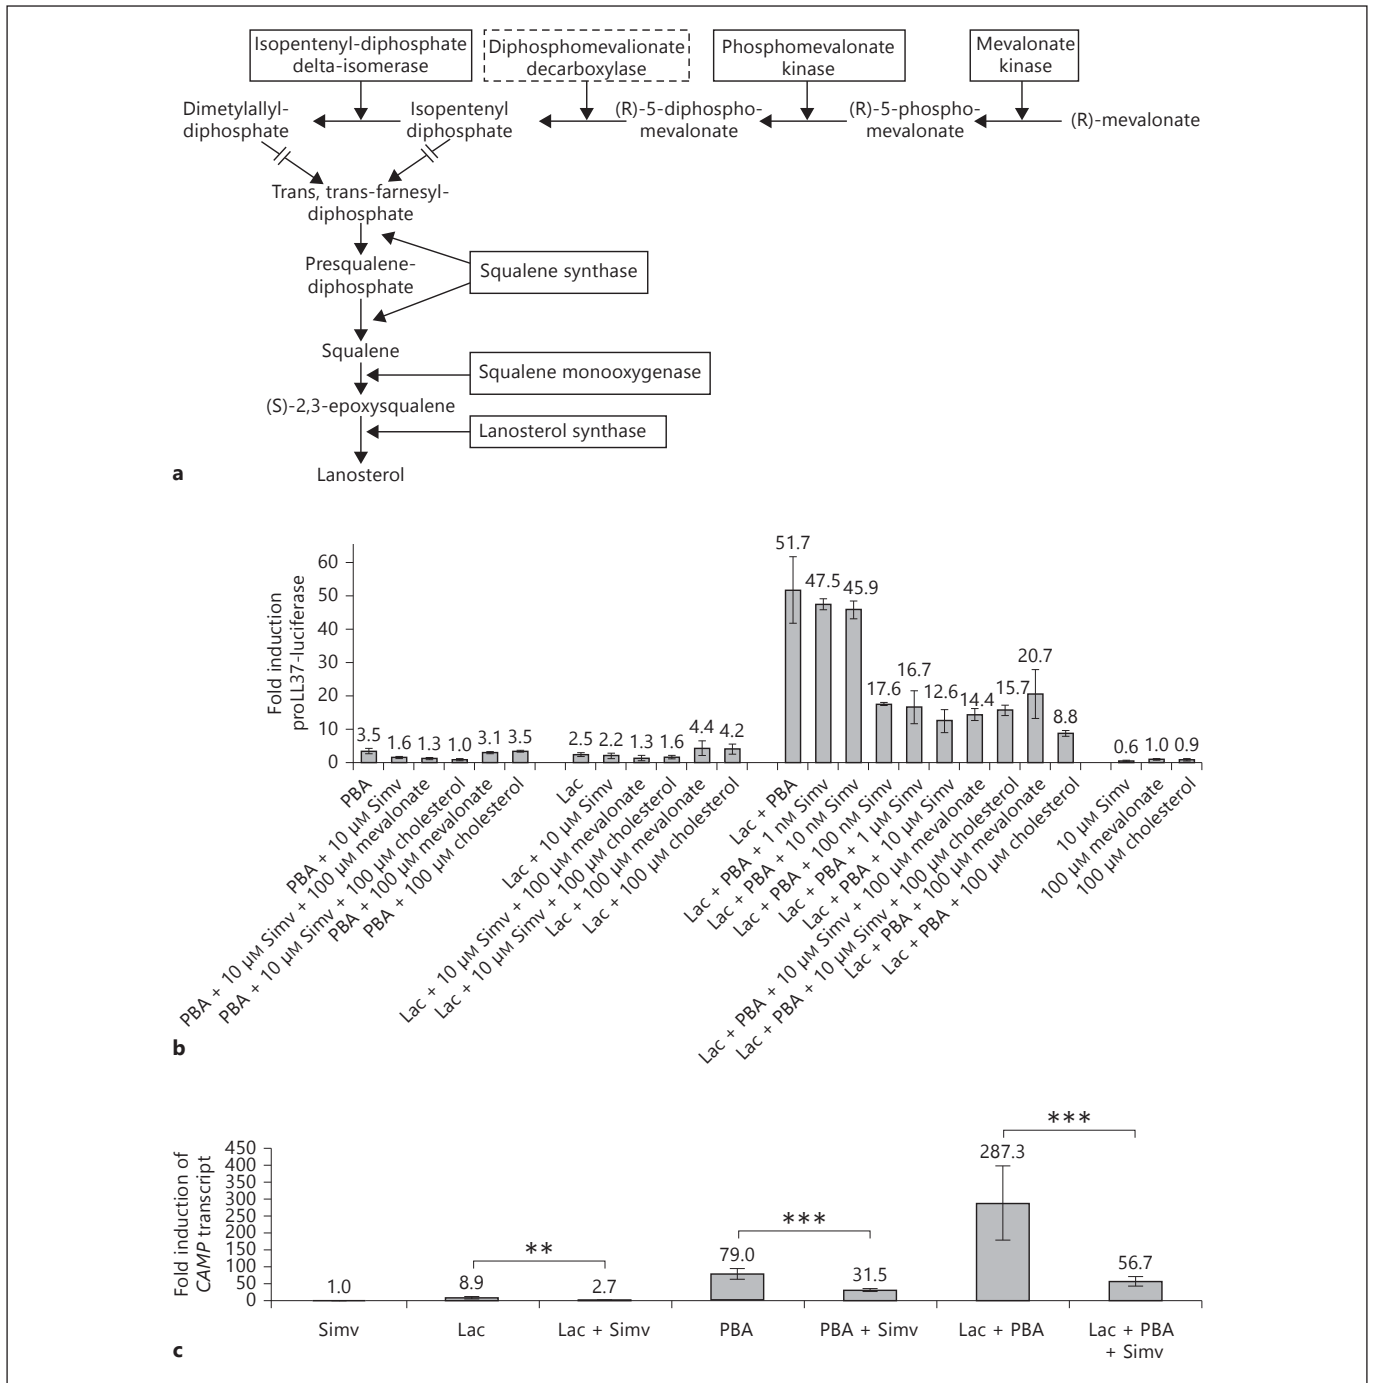 Isopentenyl-diphosphate
delta-isomerase
Diphosphomevalionate
decarboxylase
Phosphomevalonate
kinase
Mevalonate
kinase
Dimetylallyl-
diphosphate
Isopentenyl
diphosphate
(R)-5-diphospho-
mevalonate
(R)-5-phospho-
mevalonate
(R)-mevalonate
Trans, trans-farnesyl-
diphosphate
Presqualene-
diphosphate
Squalene synthase
Squalene
Squalene monooxygenase
(S)-2,3-epoxysqualene
Lanosterol synthase
Lanosterol
a
Fold induction
proLL37-luciferase
60
50
40
30
20
10
0
3.5
1.6
1.3
1.0
3.1
3.5
2.5
2.2
1.3
1.6
4.4
4.2
51.7
47.5
45.9
17.6
16.7
12.6
14.4
15.7
20.7
8.8
0.6
1.0
0.9
PBA
PBA + 10 μM Simv
PBA + 10 μM Simv + 100 μM mevalonate
PBA + 10 μM Simv + 100 μM cholesterol
PBA + 100 μM mevalonate
PBA + 100 μM cholesterol
Lac
Lac + 10 μM Simv
Lac + 10 μM Simv + 100 μM mevalonate
Lac + 10 μM Simv + 100 μM cholesterol
Lac + 100 μM mevalonate
Lac + 100 μM cholesterol
Lac + PBA
Lac + PBA + 1 nM Simv
Lac + PBA + 10 nM Simv
Lac + PBA + 100 nM Simv
Lac + PBA + 1 μM Simv
Lac + PBA + 10 μM Simv
Lac + PBA + 10 μM Simv + 100 μM mevalonate
Lac + PBA + 10 μM Simv + 100 μM cholesterol
Lac + PBA + 100 μM mevalonate
Lac + PBA + 100 μM cholesterol
10 μM Simv
100 μM mevalonate
100 μM cholesterol
b
Fold induction of
CAMP transcript
450
400
350
300
250
200
150
100
50
0
1.0
8.9
**
2.7
79.0
***
31.5
287.3
***
56.7
Simv
Lac
Lac + Simv
PBA
PBA + Simv
Lac + PBA
Lac + PBA
+ Simv
c